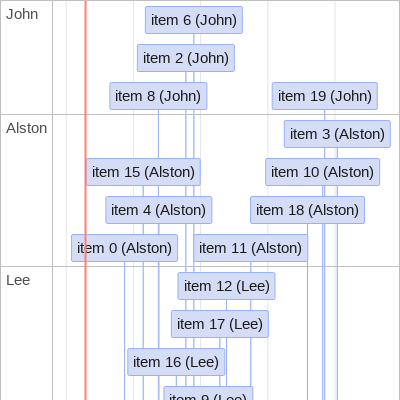 John
item 6 (John)
item 2 (John)
item 8 (John)
item 19 (John)
Alston
item 3 (Alston)
item 15 (Alston)
item 10 (Alston)
item 4 (Alston)
item 18 (Alston)
item 0 (Alston)
item 11 (Alston)
Lee
item 12 (Lee)
item 17 (Lee)
item 16 (Lee)
item 9 (Lee)